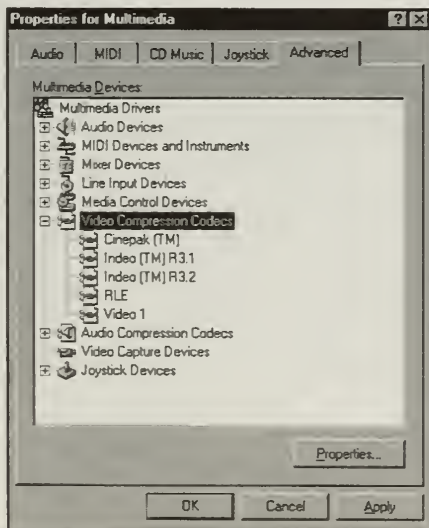 Properties for Multimedia
Audio MIDI CD Music Joystick Advanced
Multimedia Devices:
Multimedia Drivers
Audio Devices
MIDI Devices and Instruments
Mixer Devices
Line Input Devices
Media Control Devices
Video Compression Codecs
Cinepak (TM)
Indeo (TM) R3.1
Indeo (TM) R3.2
RLE
Video 1
Audio Compression Codecs
Video Capture Devices
Joystick Devices
Properties...
OK Cancel Apply